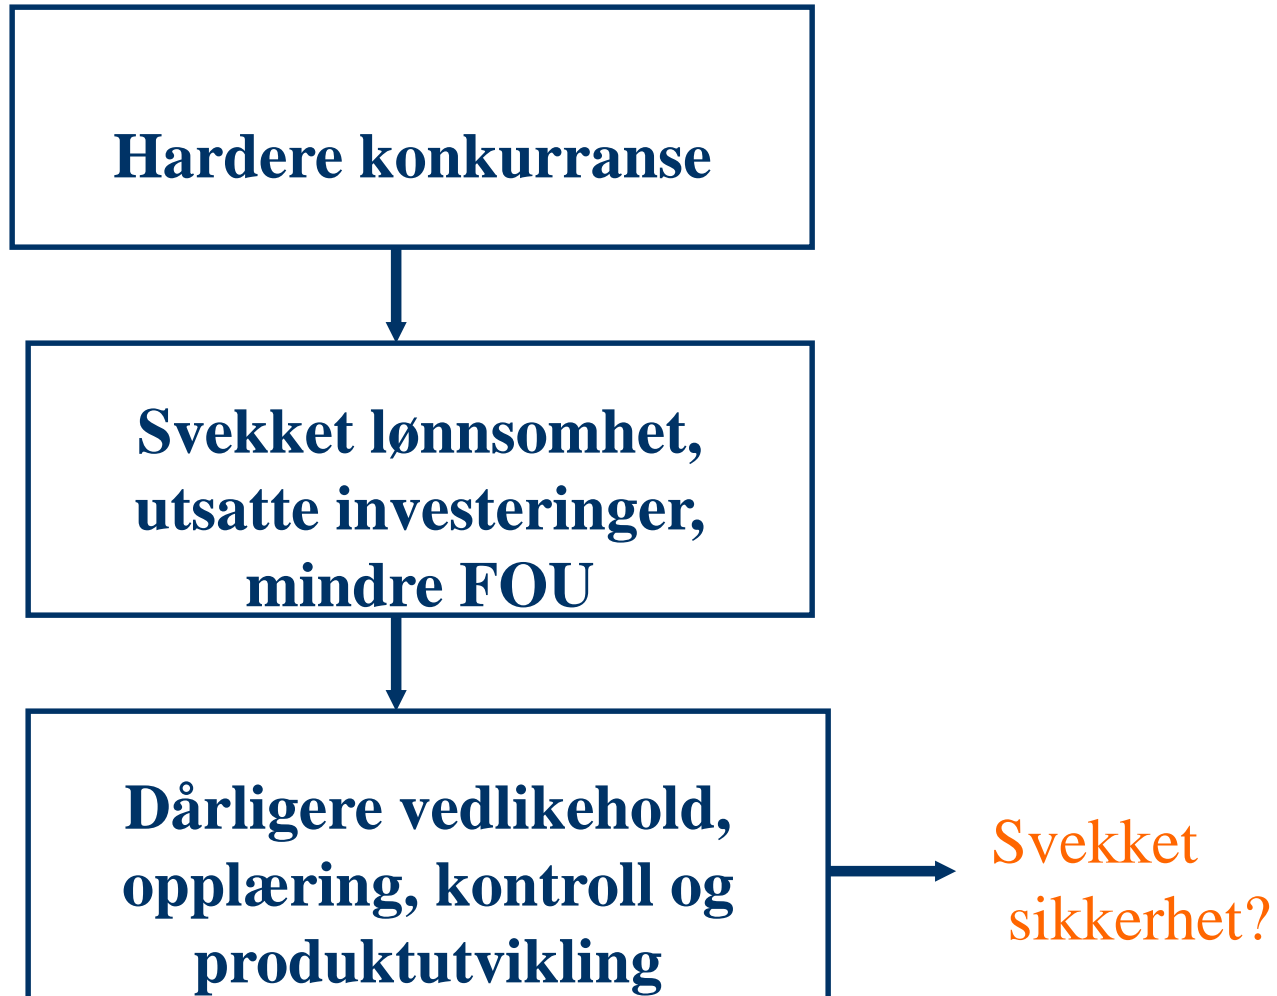 Hardere konkurranse
Svekket lønnsomhet,
utsatte investeringer,
mindre FOU
Dårligere vedlikehold,
opplæring, kontroll og
produktutvikling
Svekket
sikkerhet?